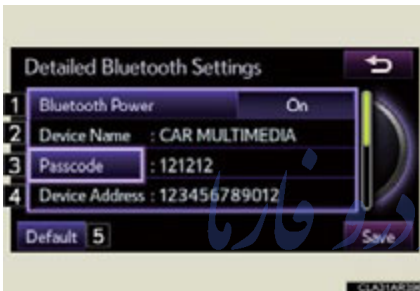 Detailed Bluetooth Settings
1 Bluetooth Power On
2 Device Name : CAR MULTIMEDIA
3 Passcode : 121212
4 Device Address : 123456789012
Default 5 Save
خودروفارما